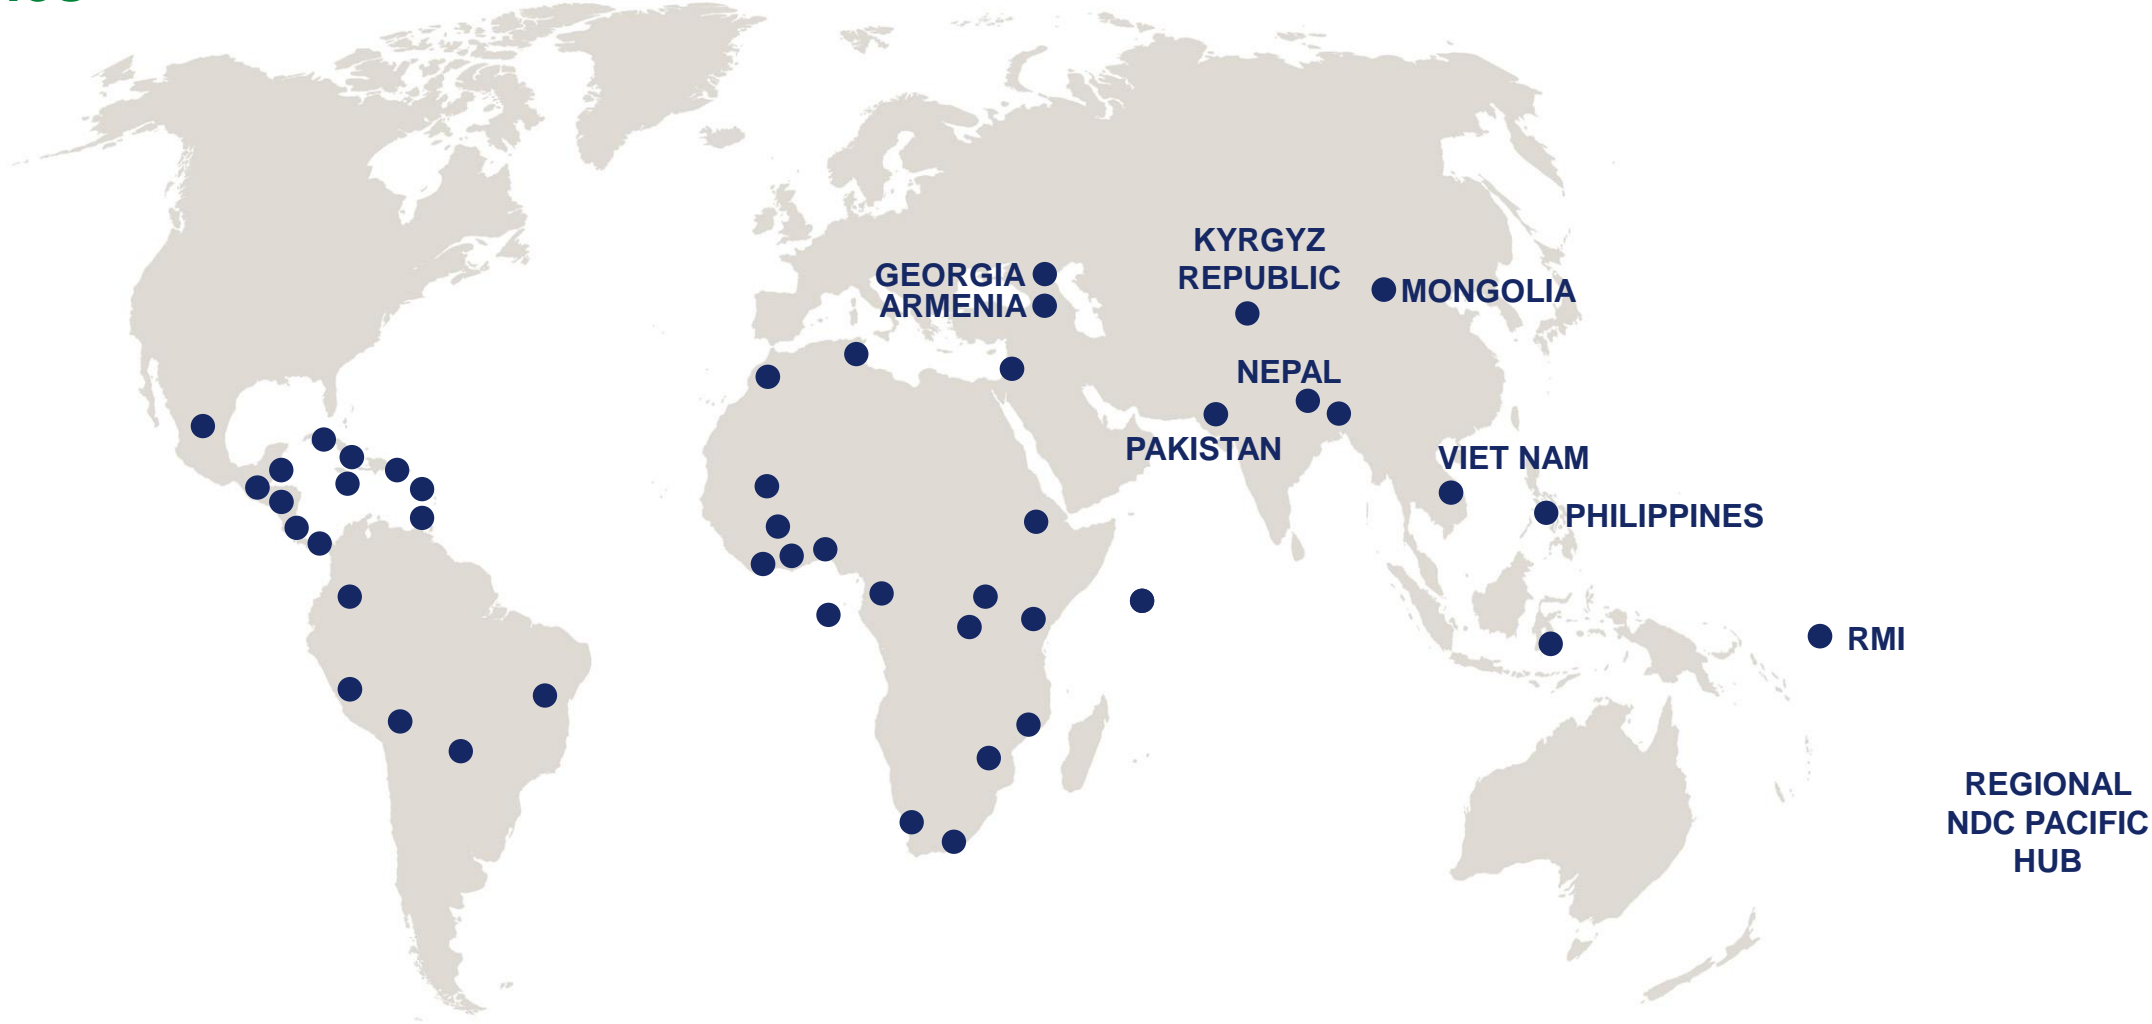 KYRGYZ
REPUBLIC
GEORGIA
ARMENIA
MONGOLIA
NEPAL
PAKISTAN
VIET NAM
PHILIPPINES
RMI
REGIONAL
NDC PACIFIC
HUB